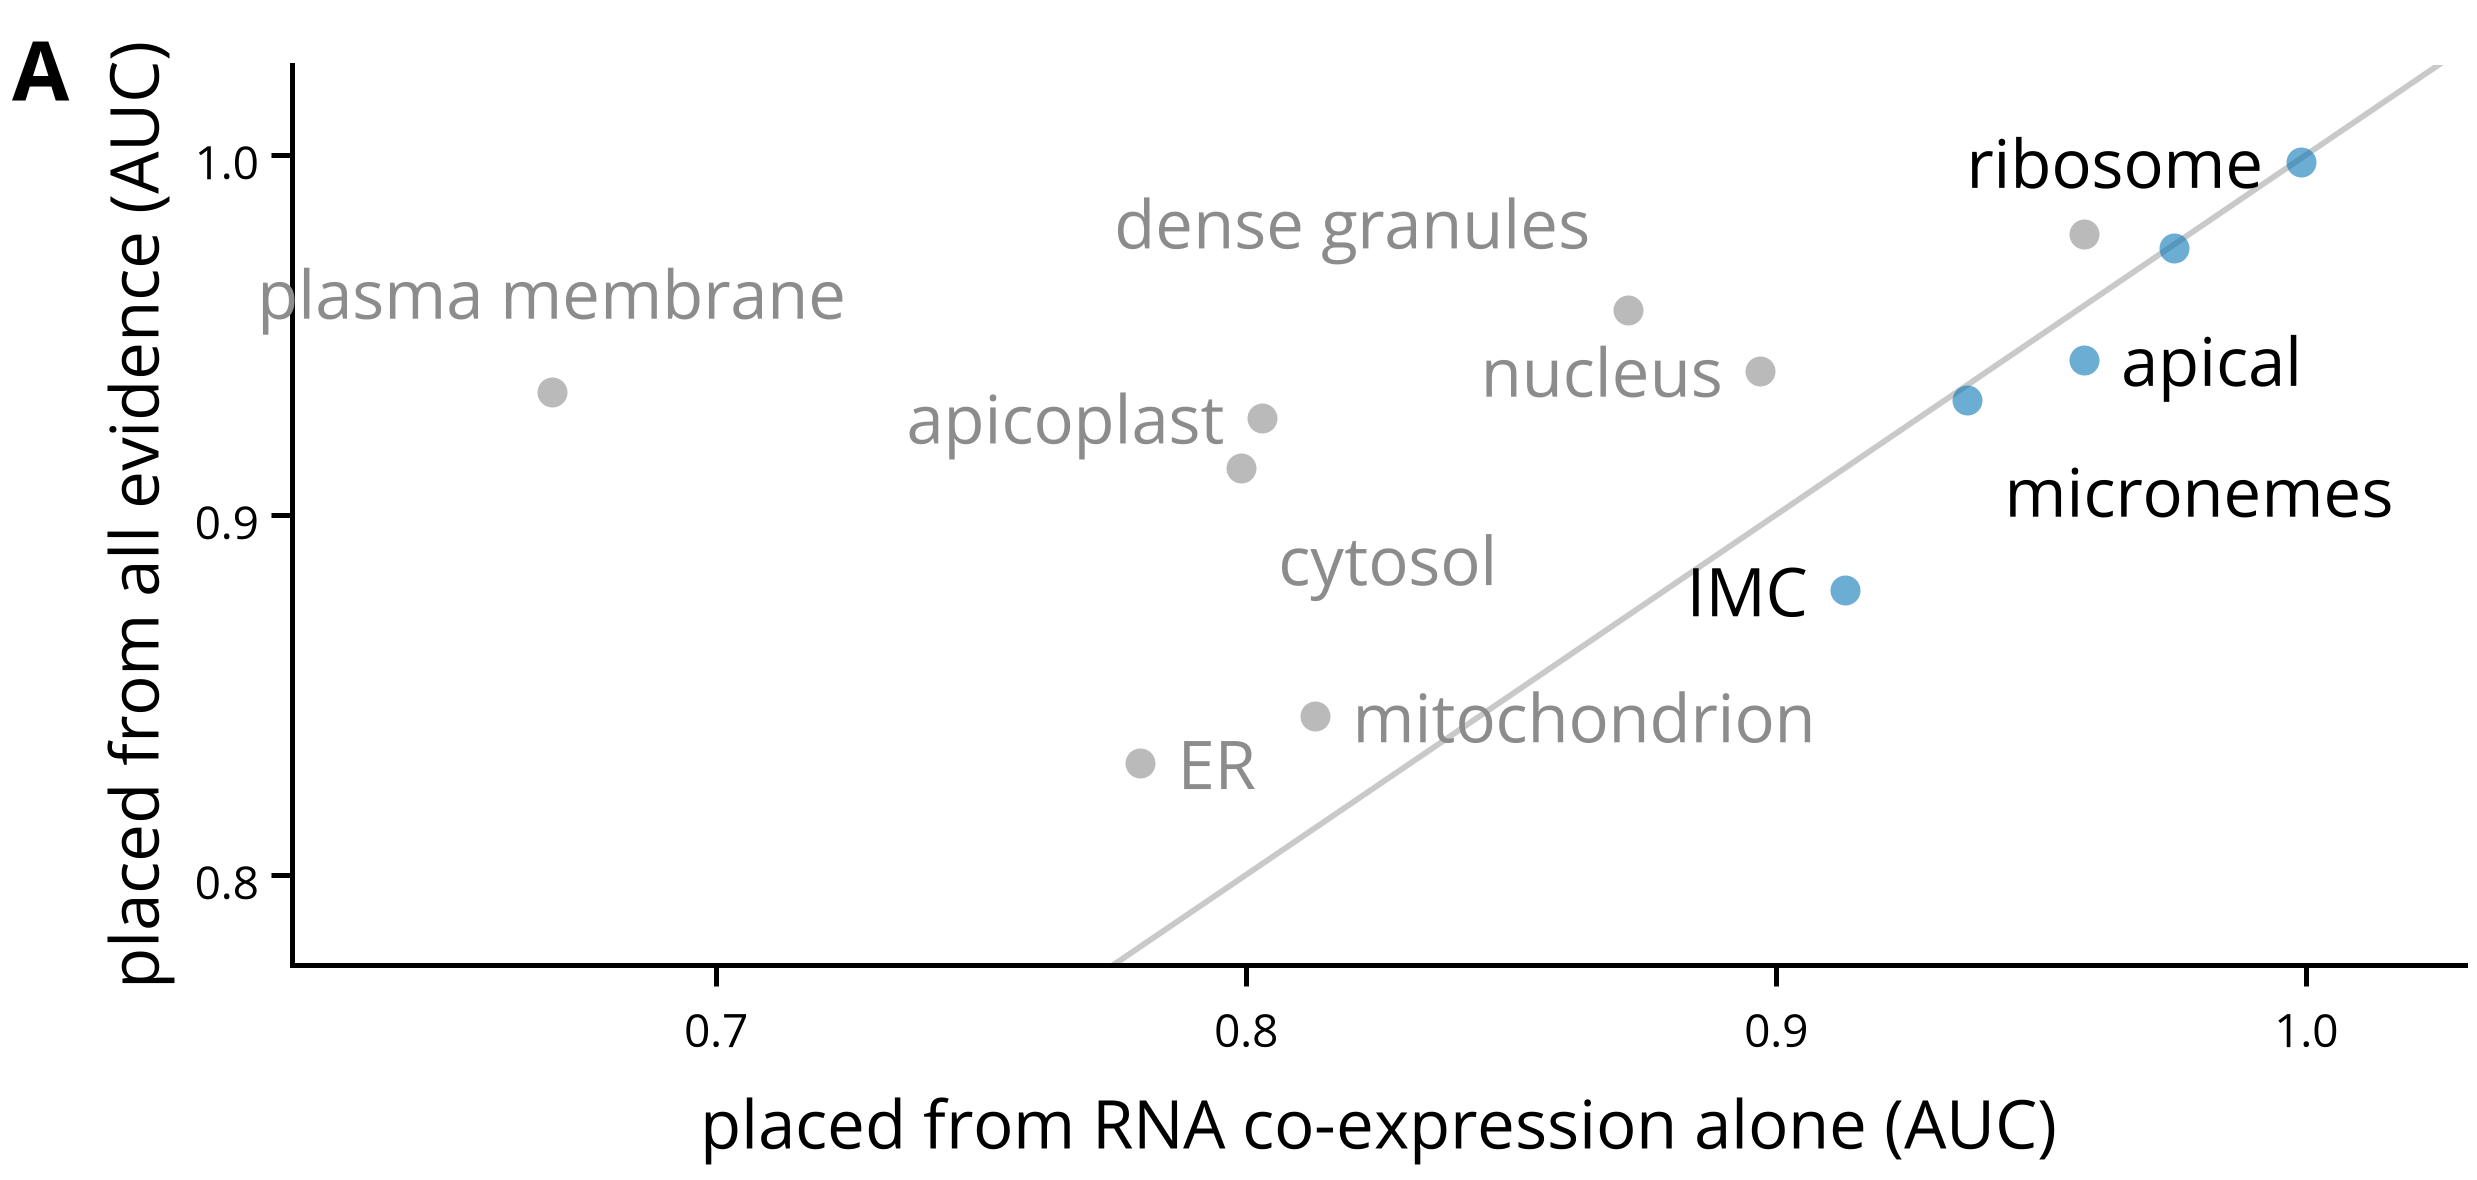 A
placed from all evidence (AUC)
1.0
0.9
0.8
ribosome
dense granules
plasma membrane
apical
nucleus
apicoplast
micronemes
cytosol
IMC
mitochondrion
ER
0.7
0.8
0.9
1.0
placed from RNA co-expression alone (AUC)